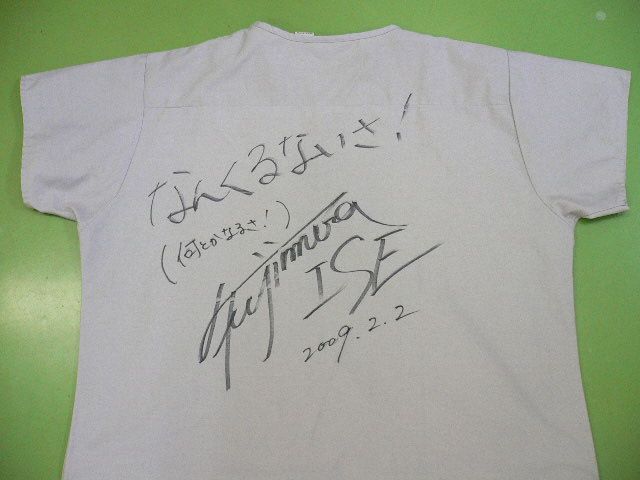 なんくるないさ!
(何とかなるさ!)
Fujimura
ISE
2009.2.2